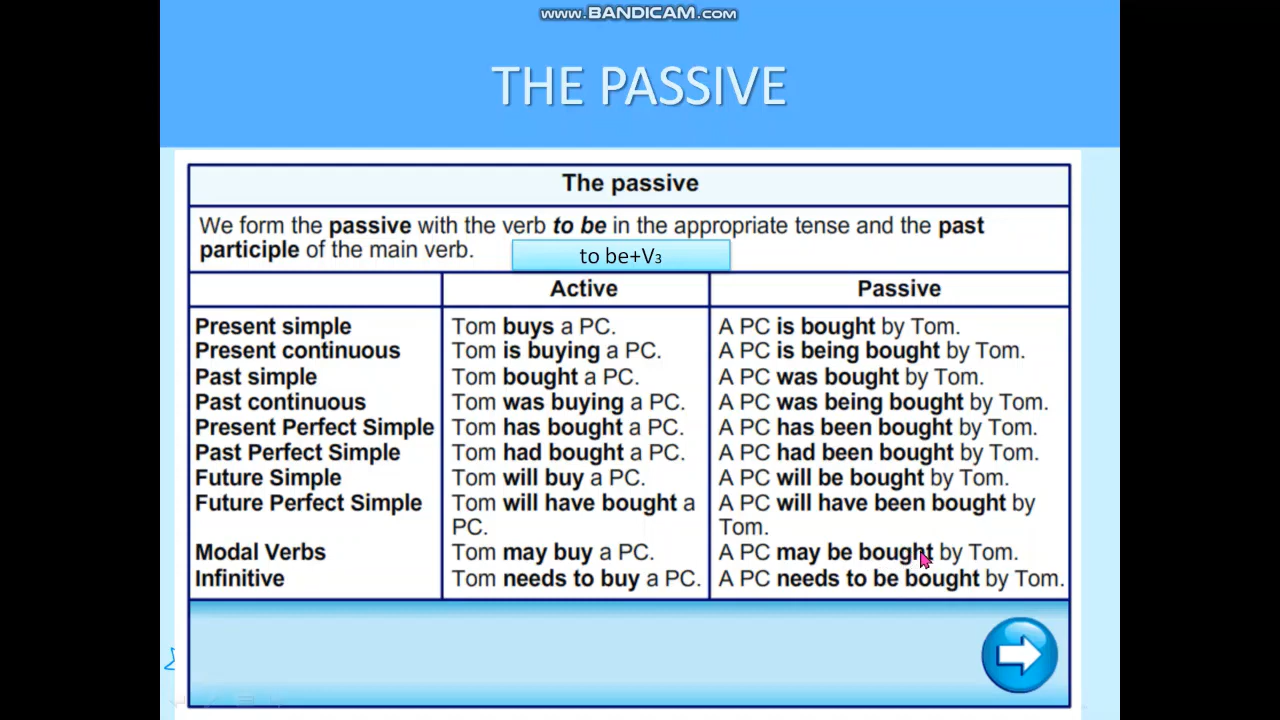 www.BANDICAM.com
THE PASSIVE
The passive
We form the passive with the verb to be in the appropriate tense and the past
participle of the main verb.
to be+V₃
Active Passive
Present simple Tom buys a PC. A PC is bought by Tom.
Present continuous Tom is buying a PC. A PC is being bought by Tom.
Past simple Tom bought a PC. A PC was bought by Tom.
Past continuous Tom was buying a PC. A PC was being bought by Tom.
Present Perfect Simple Tom has bought a PC. A PC has been bought by Tom.
Past Perfect Simple Tom had bought a PC. A PC had been bought by Tom.
Future Simple Tom will buy a PC. A PC will be bought by Tom.
Future Perfect Simple Tom will have bought a A PC will have been bought by
PC. Tom.
Modal Verbs Tom may buy a PC. A PC may be bought by Tom.
Infinitive Tom needs to buy a PC. A PC needs to be bought by Tom.